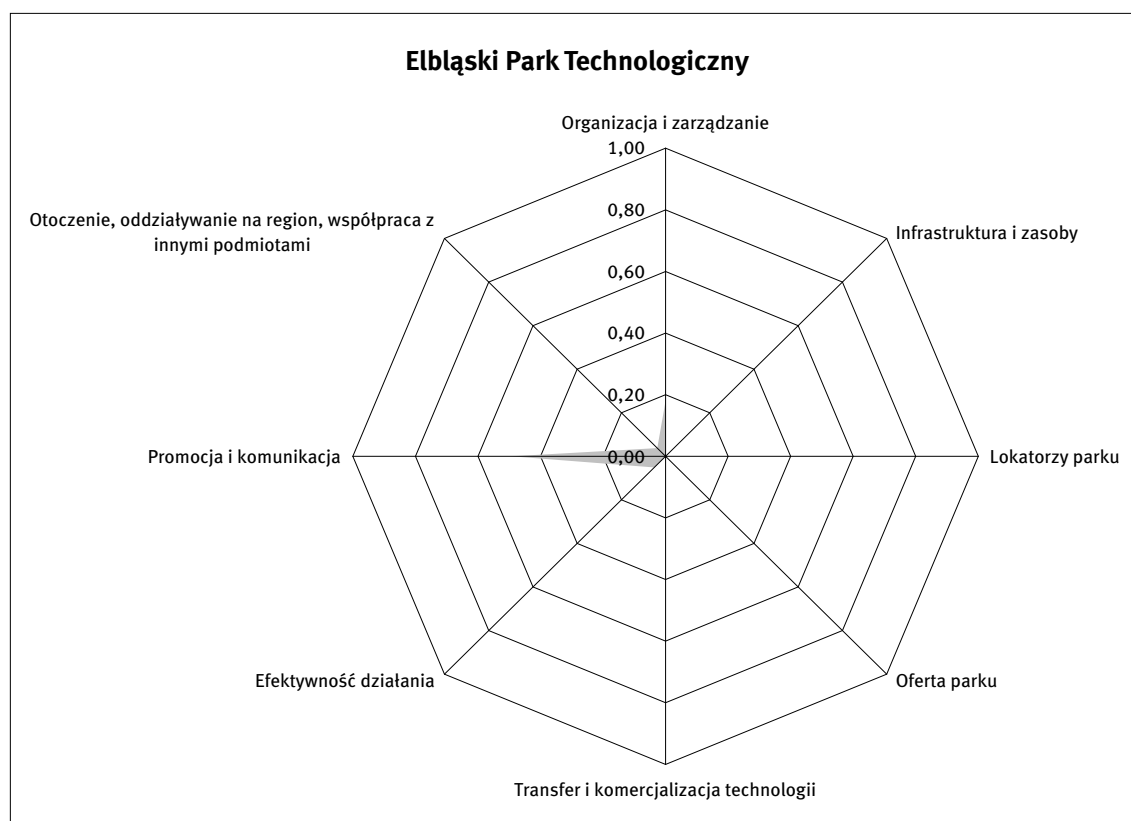 Elbląski Park Technologiczny
Organizacja i zarządzanie
1,00
0,80
0,60
0,40
0,20
0,00
Infrastruktura i zasoby
Lokatorzy parku
Oferta parku
Transfer i komercjalizacja technologii
Efektywność działania
Promocja i komunikacja
Otoczenie, oddziaływanie na region, współpraca z
innymi podmiotami